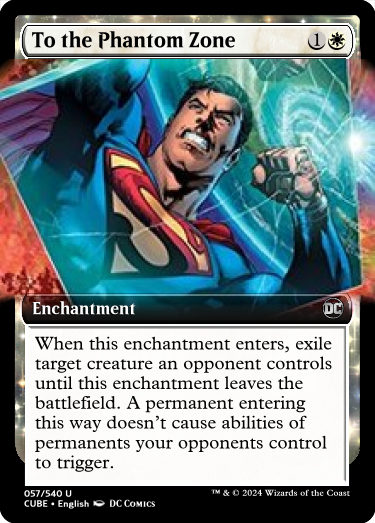 To the Phantom Zone 1
Enchantment DC
When this enchantment enters, exile
target creature an opponent controls
until this enchantment leaves the
battlefield. A permanent entering
this way doesn't cause abilities of
permanents your opponents control
to trigger.
057/540 U
™ & © 2024 Wizards of the Coast
CUBE • English DC Comics